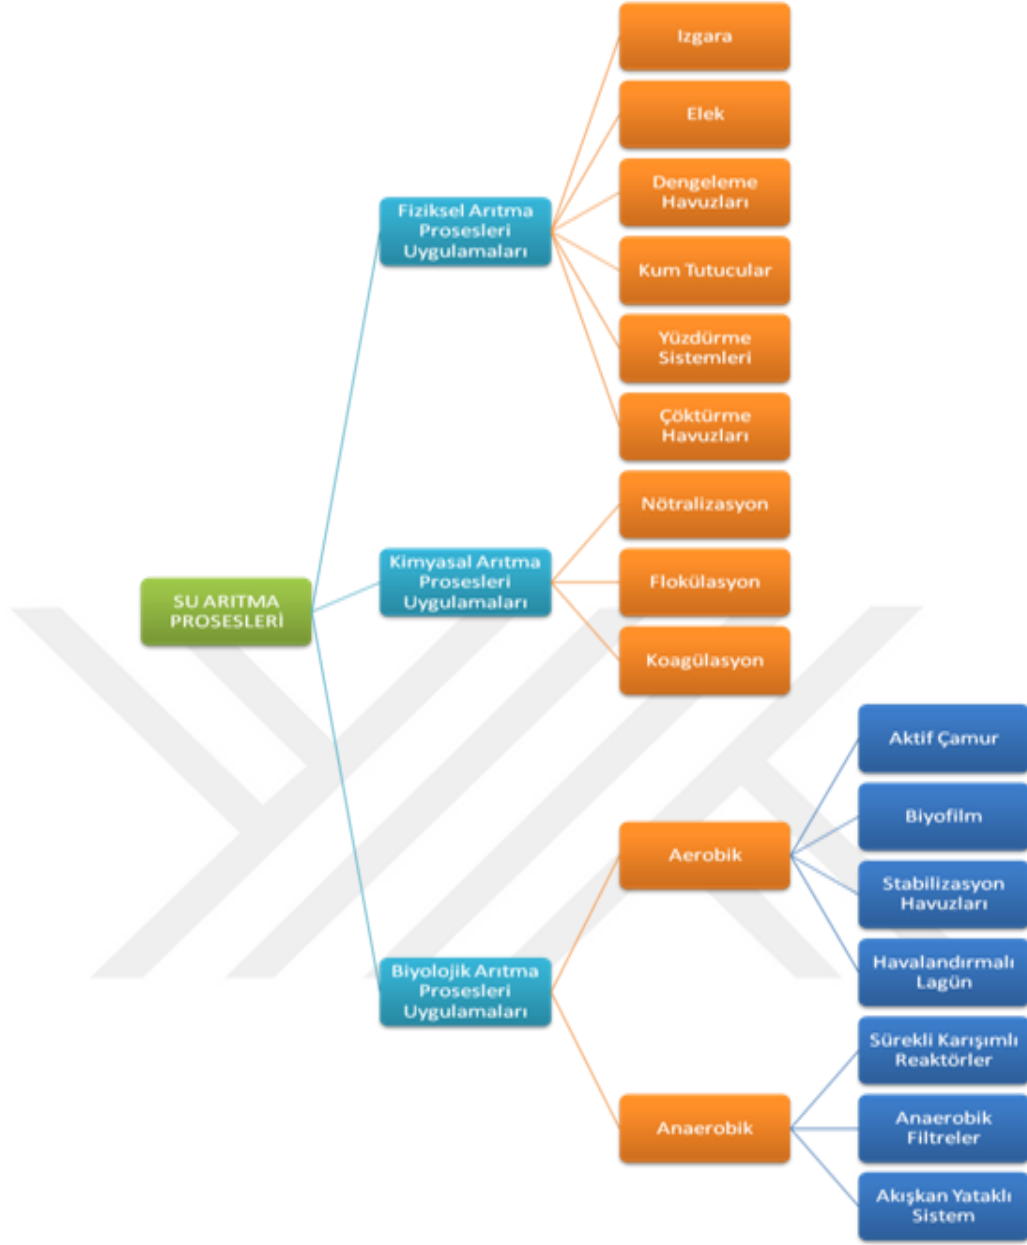 Izgara
Elek
Dengeleme
Havuzları
Fiziksel Arıtma
Prosesleri
Uygulamaları
Kum Tutucular
Yüzdürme
Sistemleri
Çöktürme
Havuzları
Nötralizasyon
Kimyasal Arıtma
Prosesleri
Uygulamaları
Flokülasyon
SU ARITMA
PROSESLERİ
Koagülasyon
Aktif Çamur
Biyofilm
Aerobik
Stabilizasyon
Havuzları
Havalandırmalı
Lagün
Biyolojik Arıtma
Prosesleri
Uygulamaları
Sürekli Karışımlı
Reaktörler
Anaerobik
Anaerobik
Filtreler
Akışkan Yataklı
Sistem